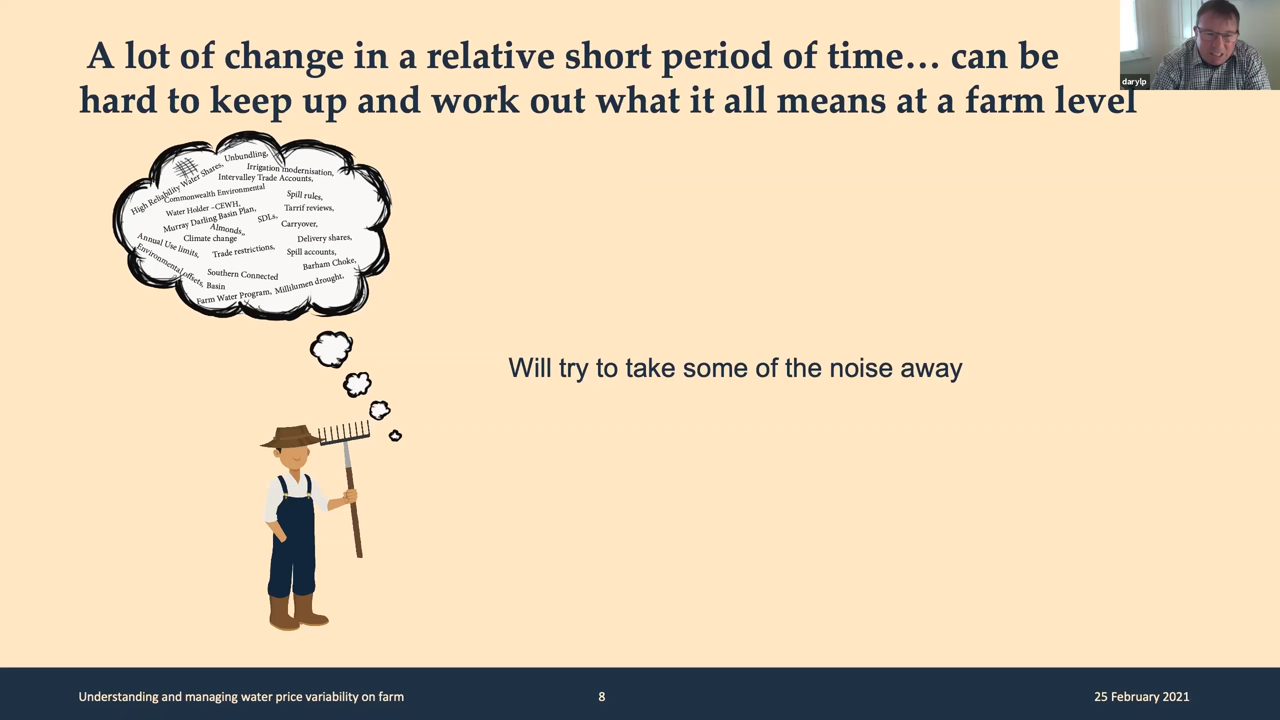 A lot of change in a relative short period of time... can be
hard to keep up and work out what it all means at a farm level
darylp
Unbundling,
High Reliability Water Shares,
Irrigation modernisation,
Intervalley Trade Accounts,
Commonwealth Environmental
Water Holder –CEWH,
Spill rules,
Murray Darling Basin Plan,
Tarrif reviews,
SDLs,
Almonds,,
Carryover,
Annual Use limits,
Climate change
Delivery shares,
Trade restrictions,
Spill accounts,
Environmental offsets,
Barham Choke,
Southern Connected
Basin
Millilumen drought,
Farm Water Program,
Will try to take some of the noise away
Understanding and managing water price variability on farm
8
25 February 2021